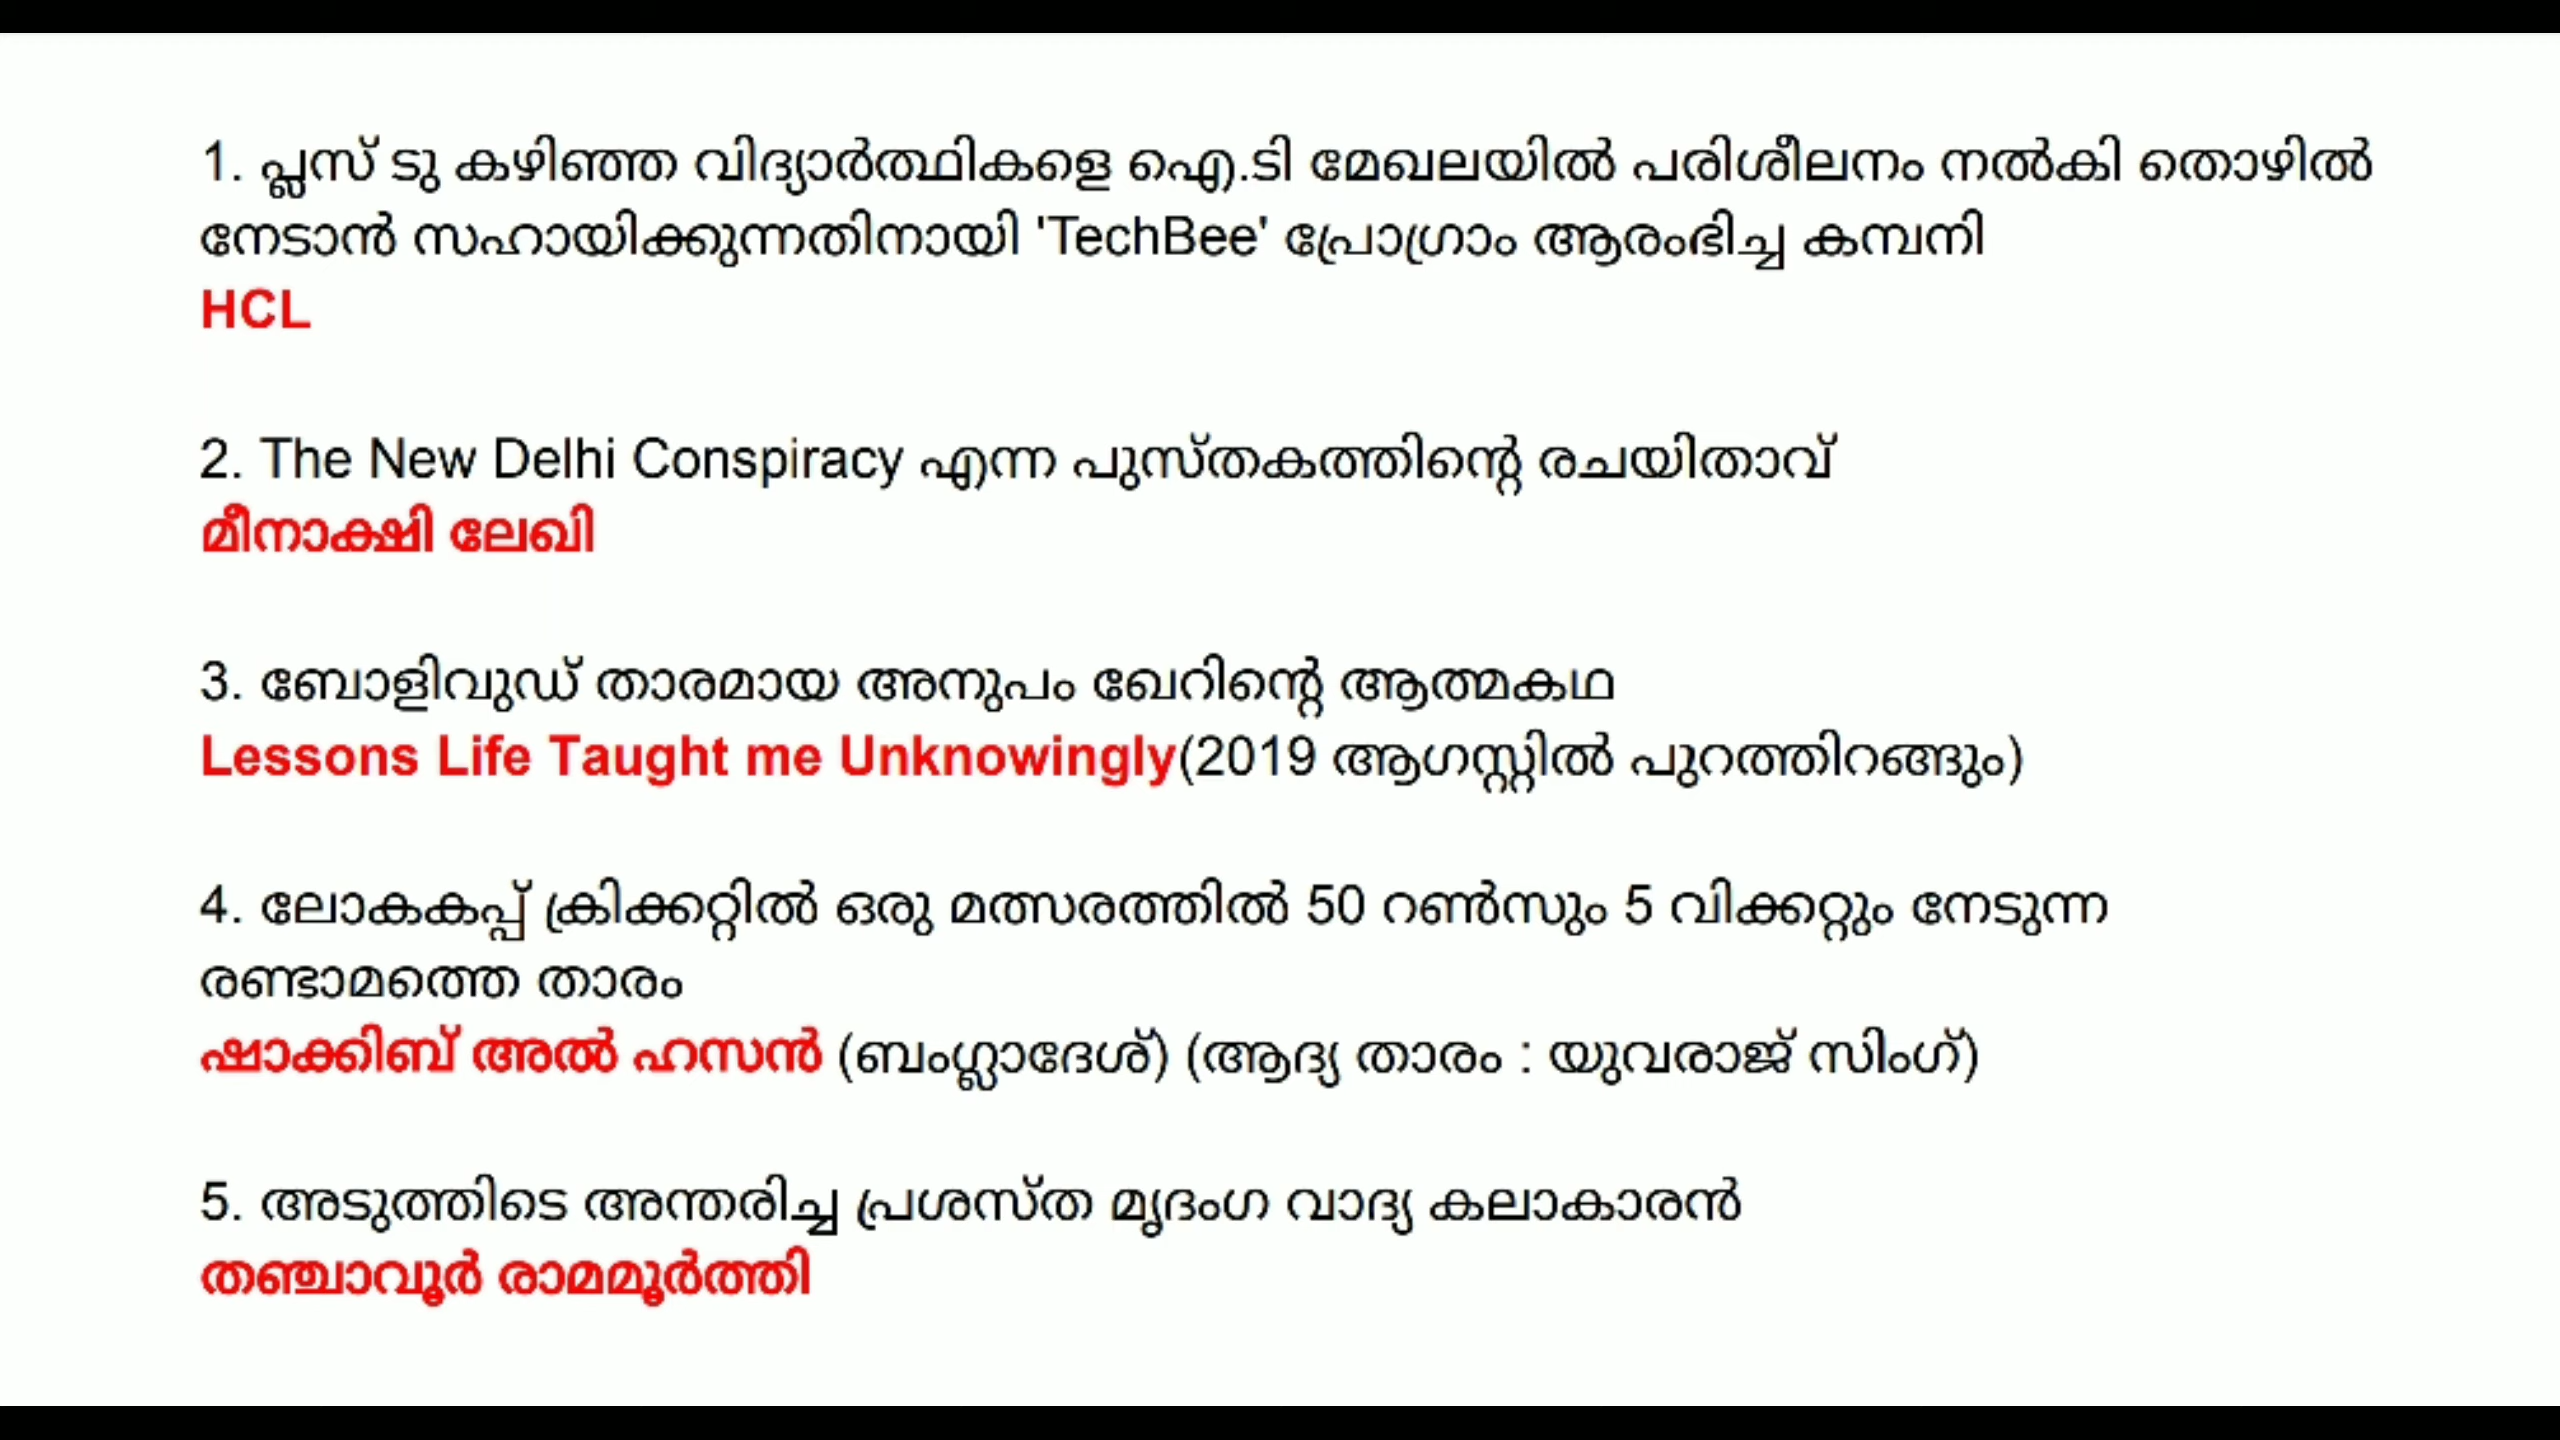 1. പ്ലസ് ടു കഴിഞ്ഞ വിദ്യാർത്ഥികളെ ഐ.ടി മേഖലയിൽ പരിശീലനം നൽകി തൊഴിൽ
നേടാൻ സഹായിക്കുന്നതിനായി 'TechBee' പ്രോഗ്രാം ആരംഭിച്ച കമ്പനി
HCL
2. The New Delhi Conspiracy എന്ന പുസ്തകത്തിന്റെ രചയിതാവ്
മീനാക്ഷി ലേഖി
3. ബോളിവുഡ് താരമായ അനുപം ഖേറിന്റെ ആത്മകഥ
Lessons Life Taught me Unknowingly(2019 ആഗസ്റ്റിൽ പുറത്തിറങ്ങും)
4. ലോകകപ്പ് ക്രിക്കറ്റിൽ ഒരു മത്സരത്തിൽ 50 റൺസും 5 വിക്കറ്റും നേടുന്ന
രണ്ടാമത്തെ താരം
ഷാക്കിബ് അൽ ഹസൻ (ബംഗ്ലാദേശ്) (ആദ്യ താരം : യുവരാജ് സിംഗ്)
5. അടുത്തിടെ അന്തരിച്ച പ്രശസ്ത മൃദംഗ വാദ്യ കലാകാരൻ
തഞ്ചാവൂർ രാമമൂർത്തി